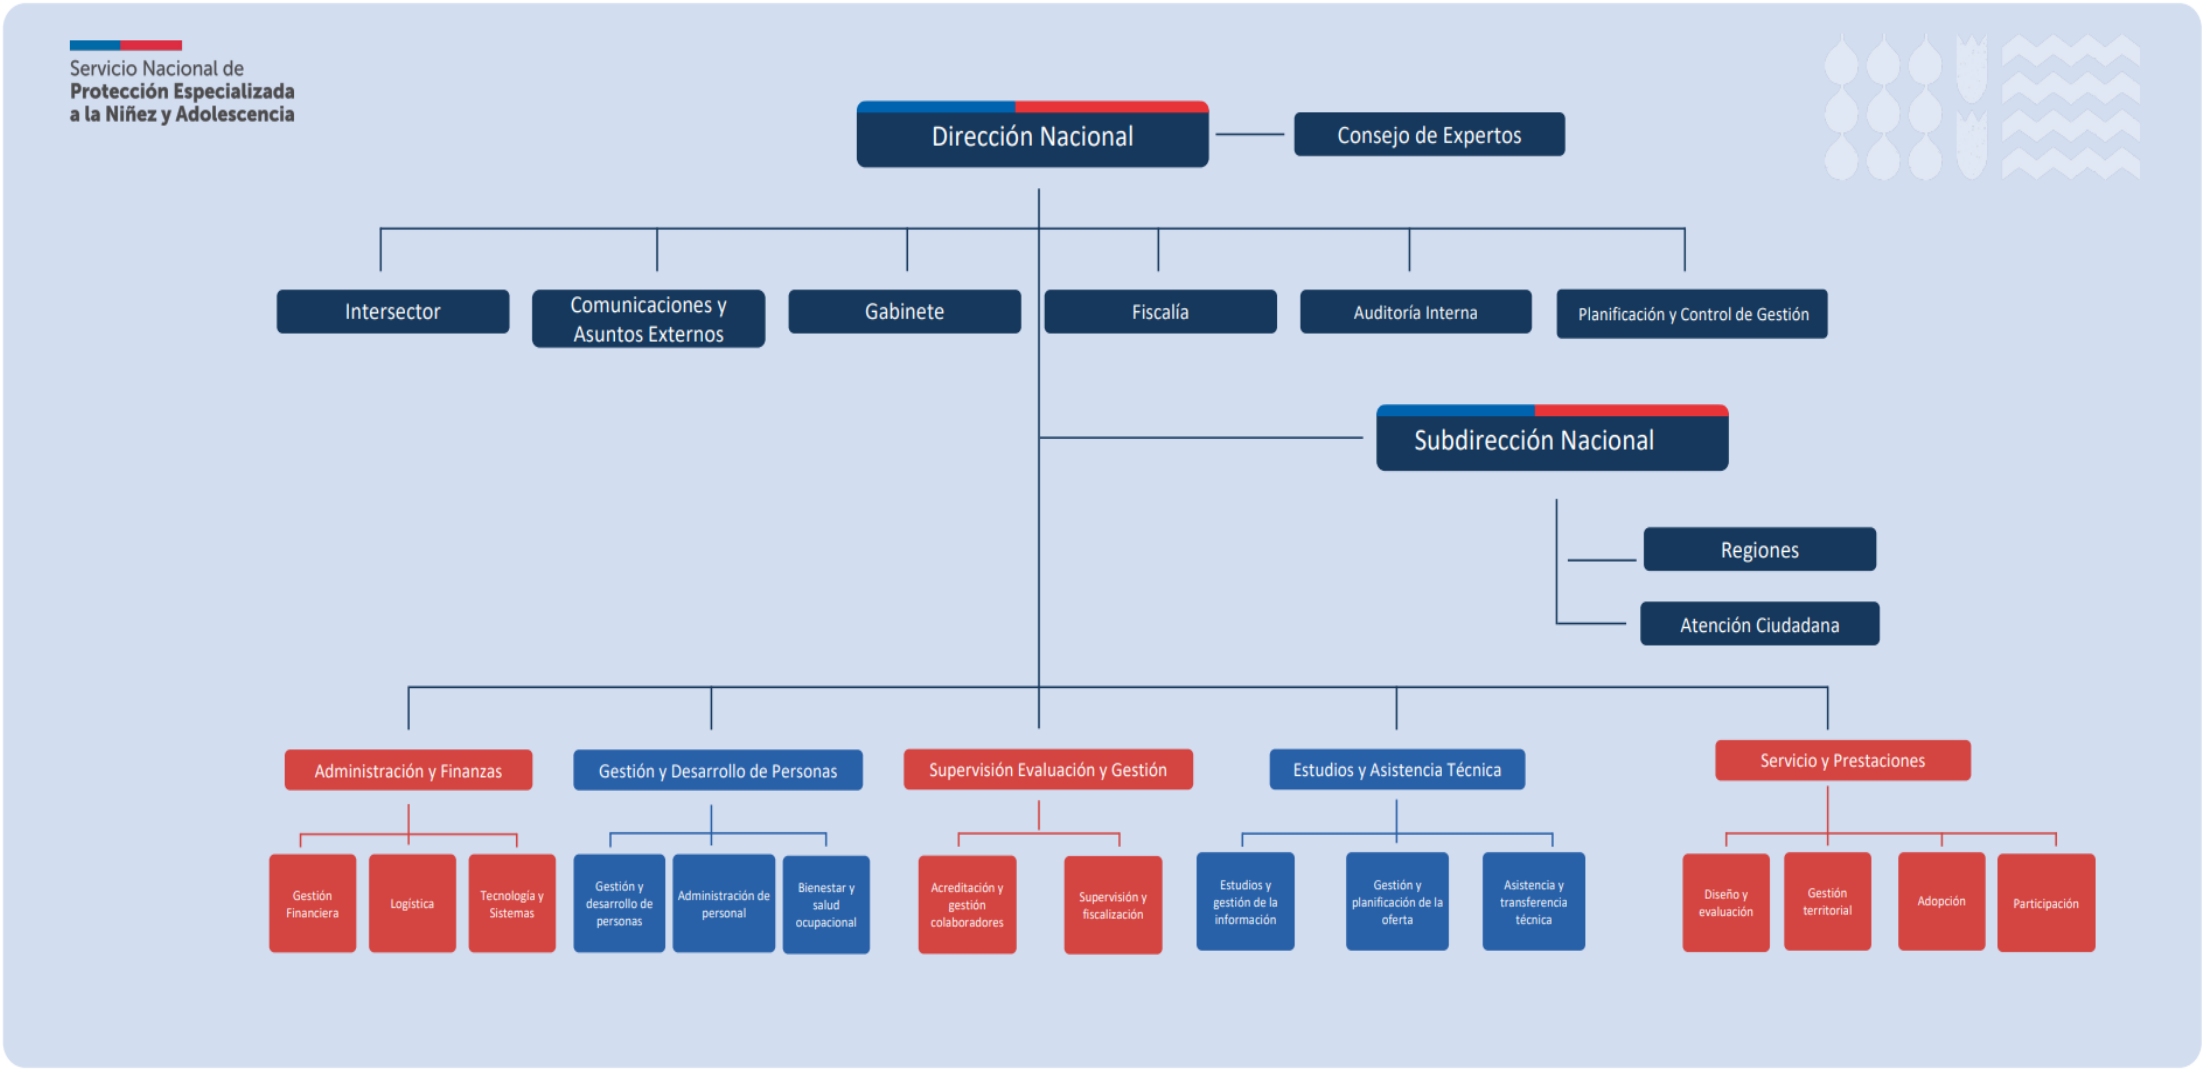 Servicio Nacional de
Protección Especializada
a la Niñez y Adolescencia
Dirección Nacional
Consejo de Expertos
Intersector
Comunicaciones y
Asuntos Externos
Gabinete
Fiscalía
Auditoría Interna
Planificación y Control de Gestión
Subdirección Nacional
Regiones
Atención Ciudadana
Administración y Finanzas
Gestión y Desarrollo de Personas
Supervisión Evaluación y Gestión
Estudios y Asistencia Técnica
Servicio y Prestaciones
Gestión
Financiera
Logística
Tecnología y
Sistemas
Gestión y
desarrollo de
personas
Administración de
personal
Bienestar y
salud
ocupacional
Acreditación y
gestión
colaboradores
Supervisión y
fiscalización
Estudios y
gestión de la
información
Gestión y
planificación de la
oferta
Asistencia y
transferencia
técnica
Diseño y
evaluación
Gestión
territorial
Adopción
Participación